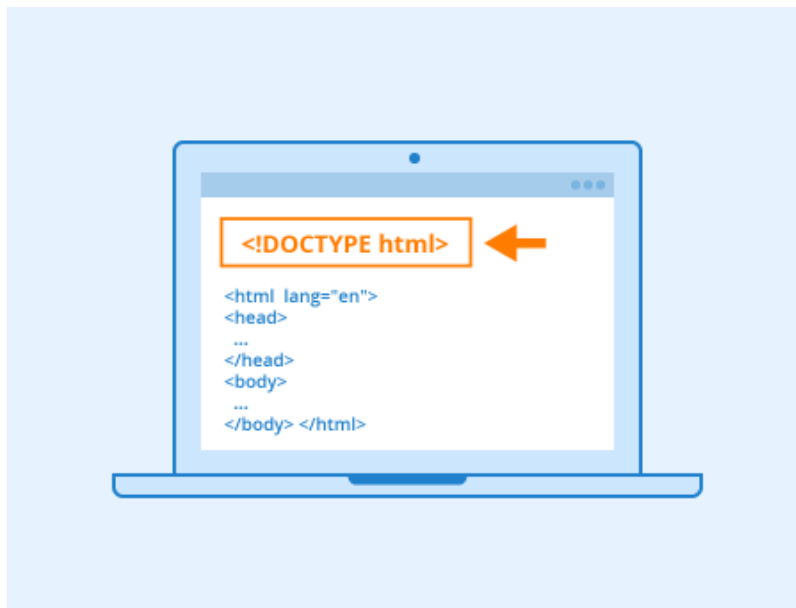 <!DOCTYPE html>
<html lang="en">
<head>
...
</head>
<body>
...
</body> </html>